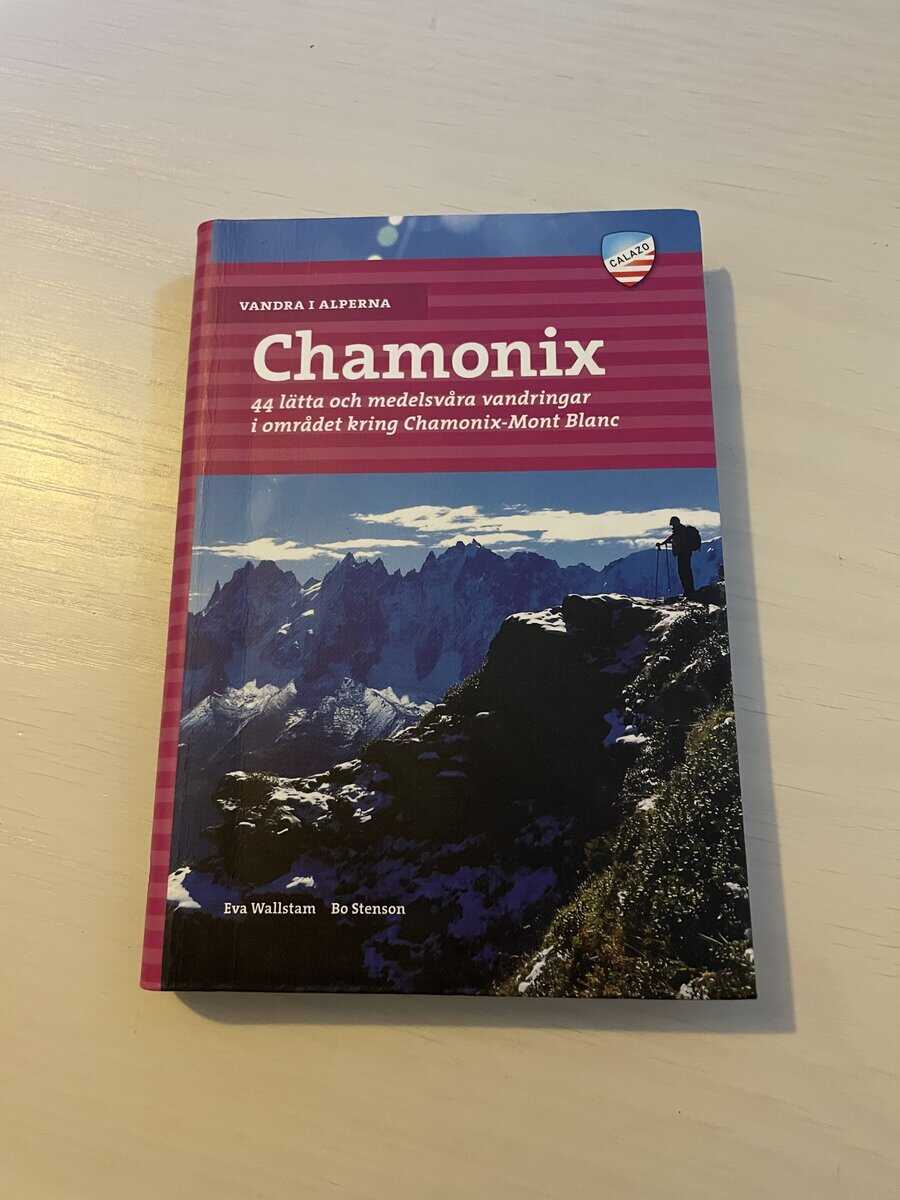 CALAZO
VANDRA I ALPERNA
Chamonix
44 lätta och medelsvåra vandringar
i området kring Chamonix-Mont Blanc
Eva Wallstam Bo Stenson